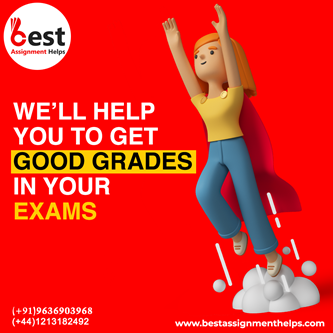 Best
Assignment Helps
WE'LL HELP
YOU TO GET
GOOD GRADES
IN YOUR
EXAMS
(+91)9636903968
(+44)1213182492
www.bestassignmenthelps.com